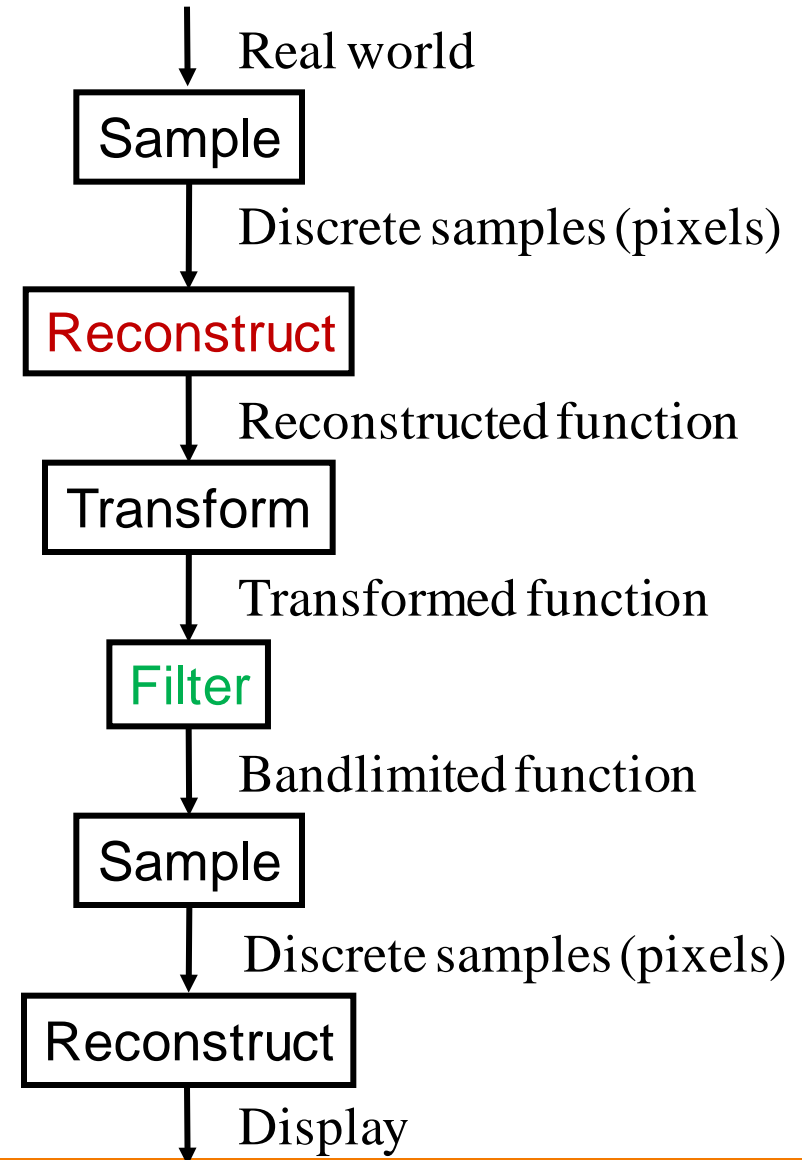 Real world
Sample
Discrete samples (pixels)
Reconstruct
Reconstructed function
Transform
Transformed function
Filter
Bandlimited function
Sample
Discrete samples (pixels)
Reconstruct
Display